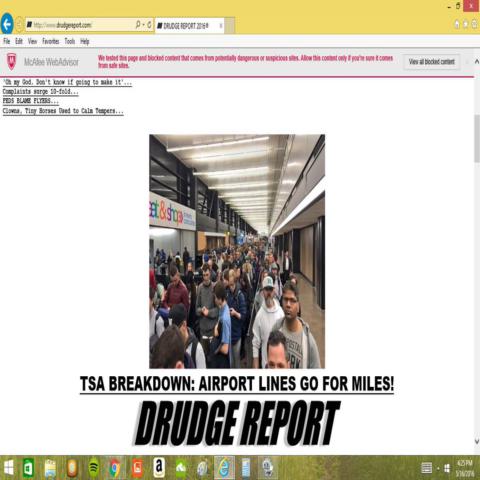 http://www.drudgereport.com/
DRUDGE REPORT 2016®
File Edit View Favorites Tools Help
McAfee WebAdvisor
We tested this page and blocked content that comes from potentially dangerous or suspicious sites. Allow this content only if you're sure it comes
from safe sites.
View all blocked content
'Oh my God. Don't know if going to make it'...
Complaints surge 10-fold...
FEDS BLAME FLYERS...
Clowns, Tiny Horses Used to Calm Tempers...
eat&shop
TSA BREAKDOWN: AIRPORT LINES GO FOR MILES!
DRUDGE REPORT
4:25 PM
5/16/2016